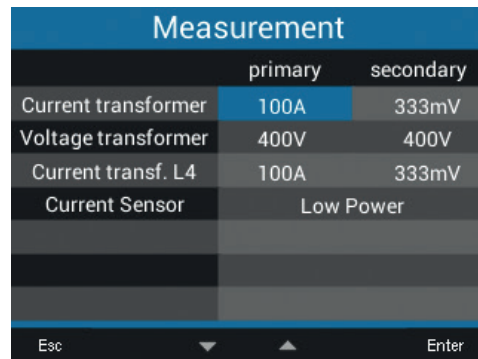 Measurement
primary secondary
Current transformer 100A 333mV
Voltage transformer 400V 400V
Current transf. L4 100A 333mV
Current Sensor Low Power
Esc Enter